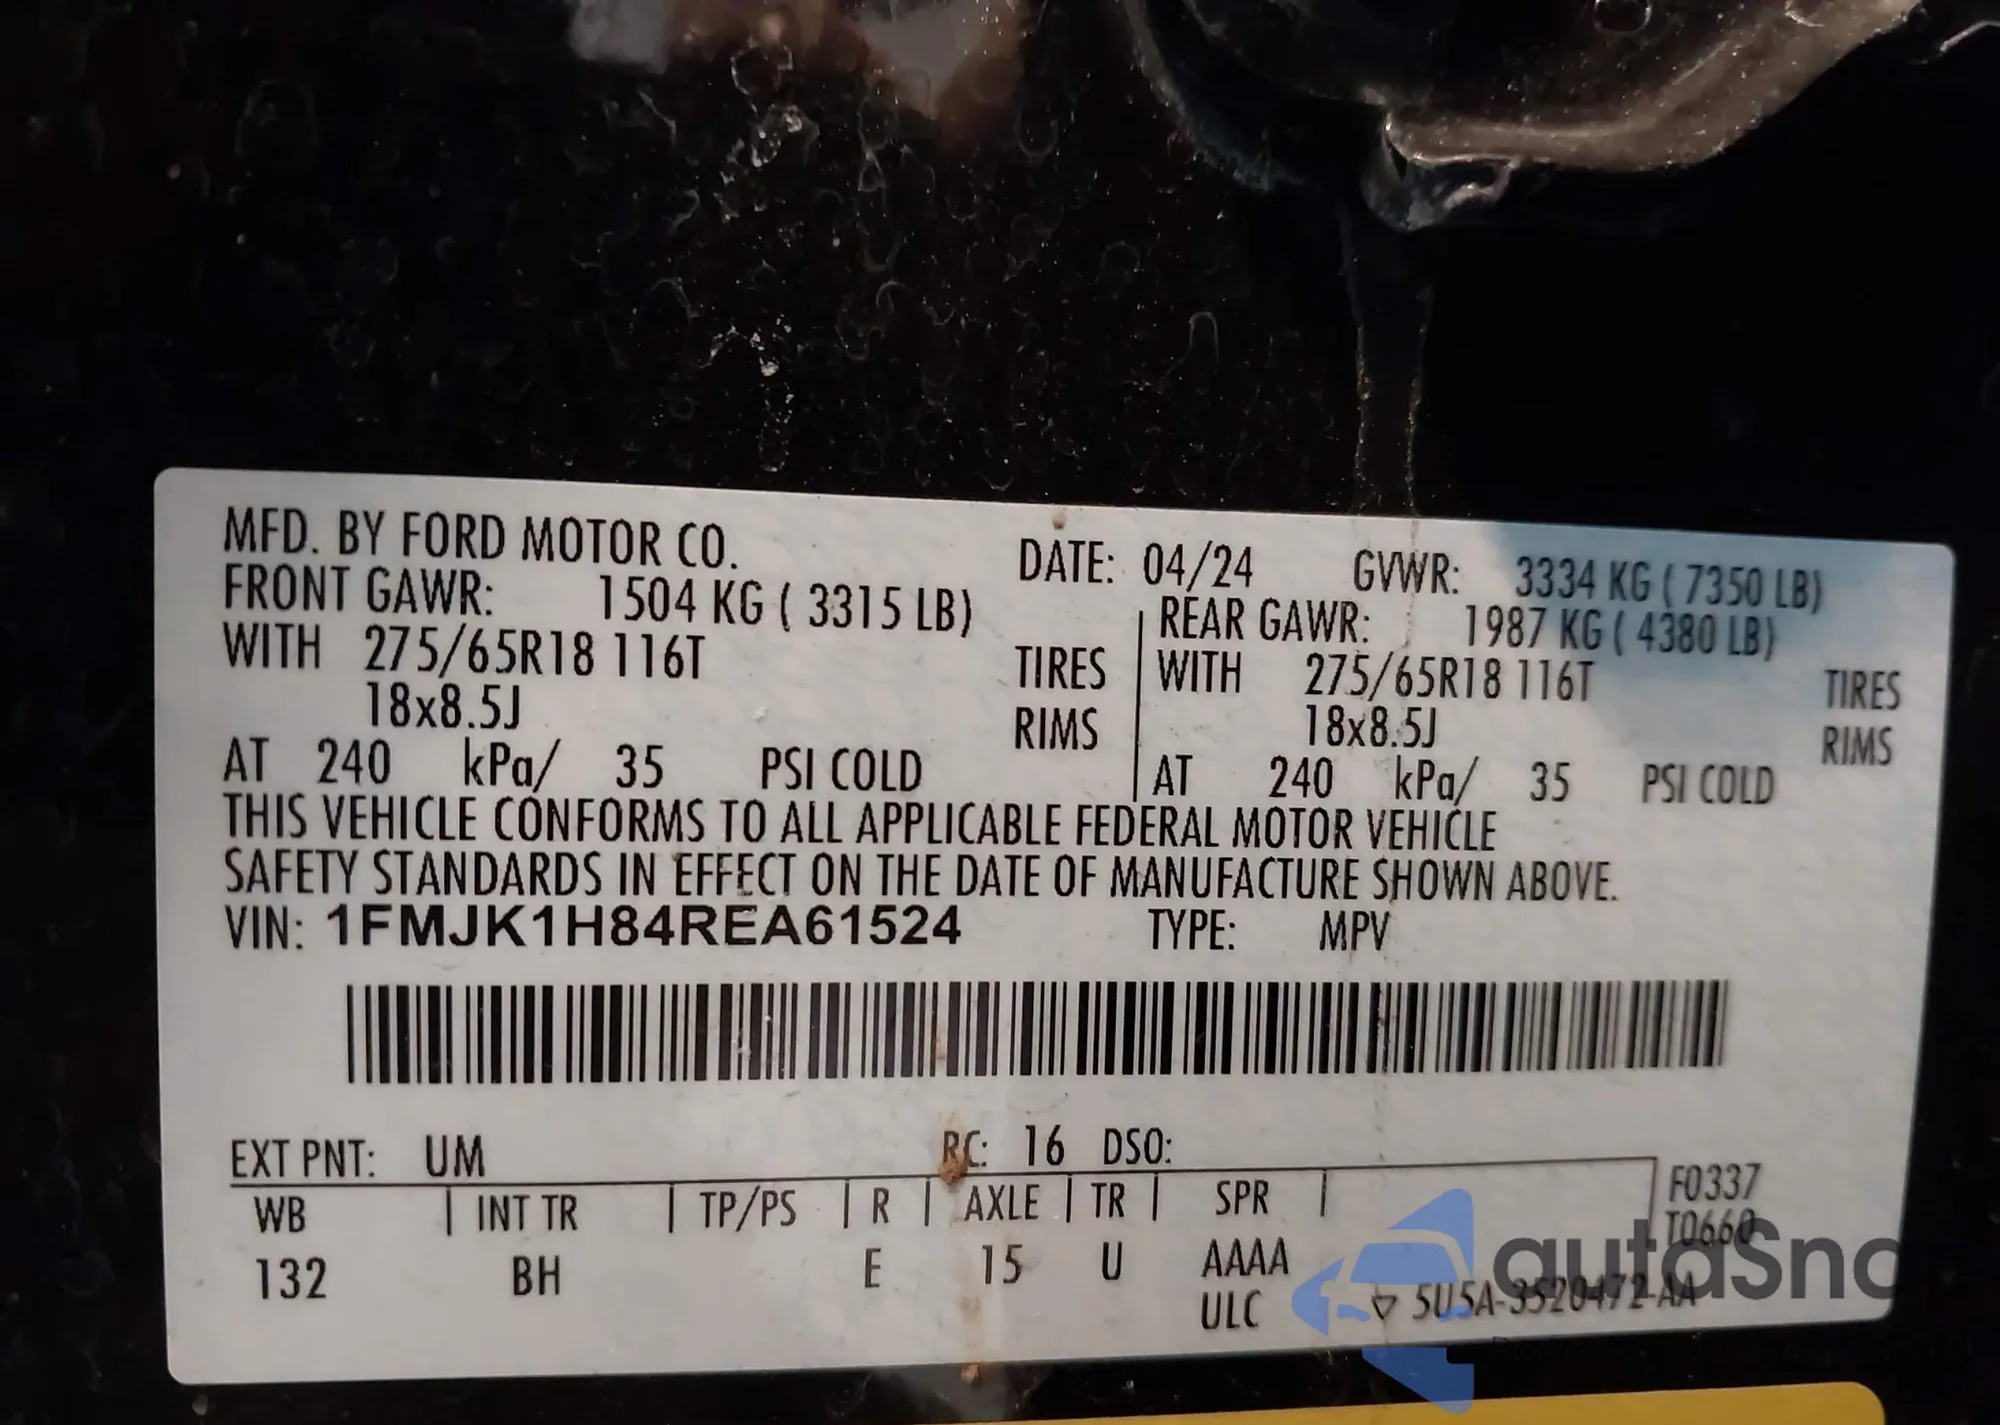 MFD. BY FORD MOTOR CO.
DATE: 04/24 GVWR: 3334 KG ( 7350 LB)
FRONT GAWR: 1504 KG ( 3315 LB)
REAR GAWR: 1987 KG ( 4380 LB)
WITH 275/65R18 116T TIRES
WITH 275/65R18 116T TIRES
18x8.5J RIMS
18x8.5J RIMS
AT 240 kPa/ 35 PSI COLD
AT 240 kPa/ 35 PSI COLD
THIS VEHICLE CONFORMS TO ALL APPLICABLE FEDERAL MOTOR VEHICLE
SAFETY STANDARDS IN EFFECT ON THE DATE OF MANUFACTURE SHOWN ABOVE.
VIN: 1FMJK1H84REA61524 TYPE: MPV
EXT PNT: UM RC: 16 DSO:
WB | INT TR | TP/PS | R | AXLE | TR | SPR |
F0337
T0660
132 BH E 15 U AAAA
ULC
5U5A-3520472-AA
autoSna